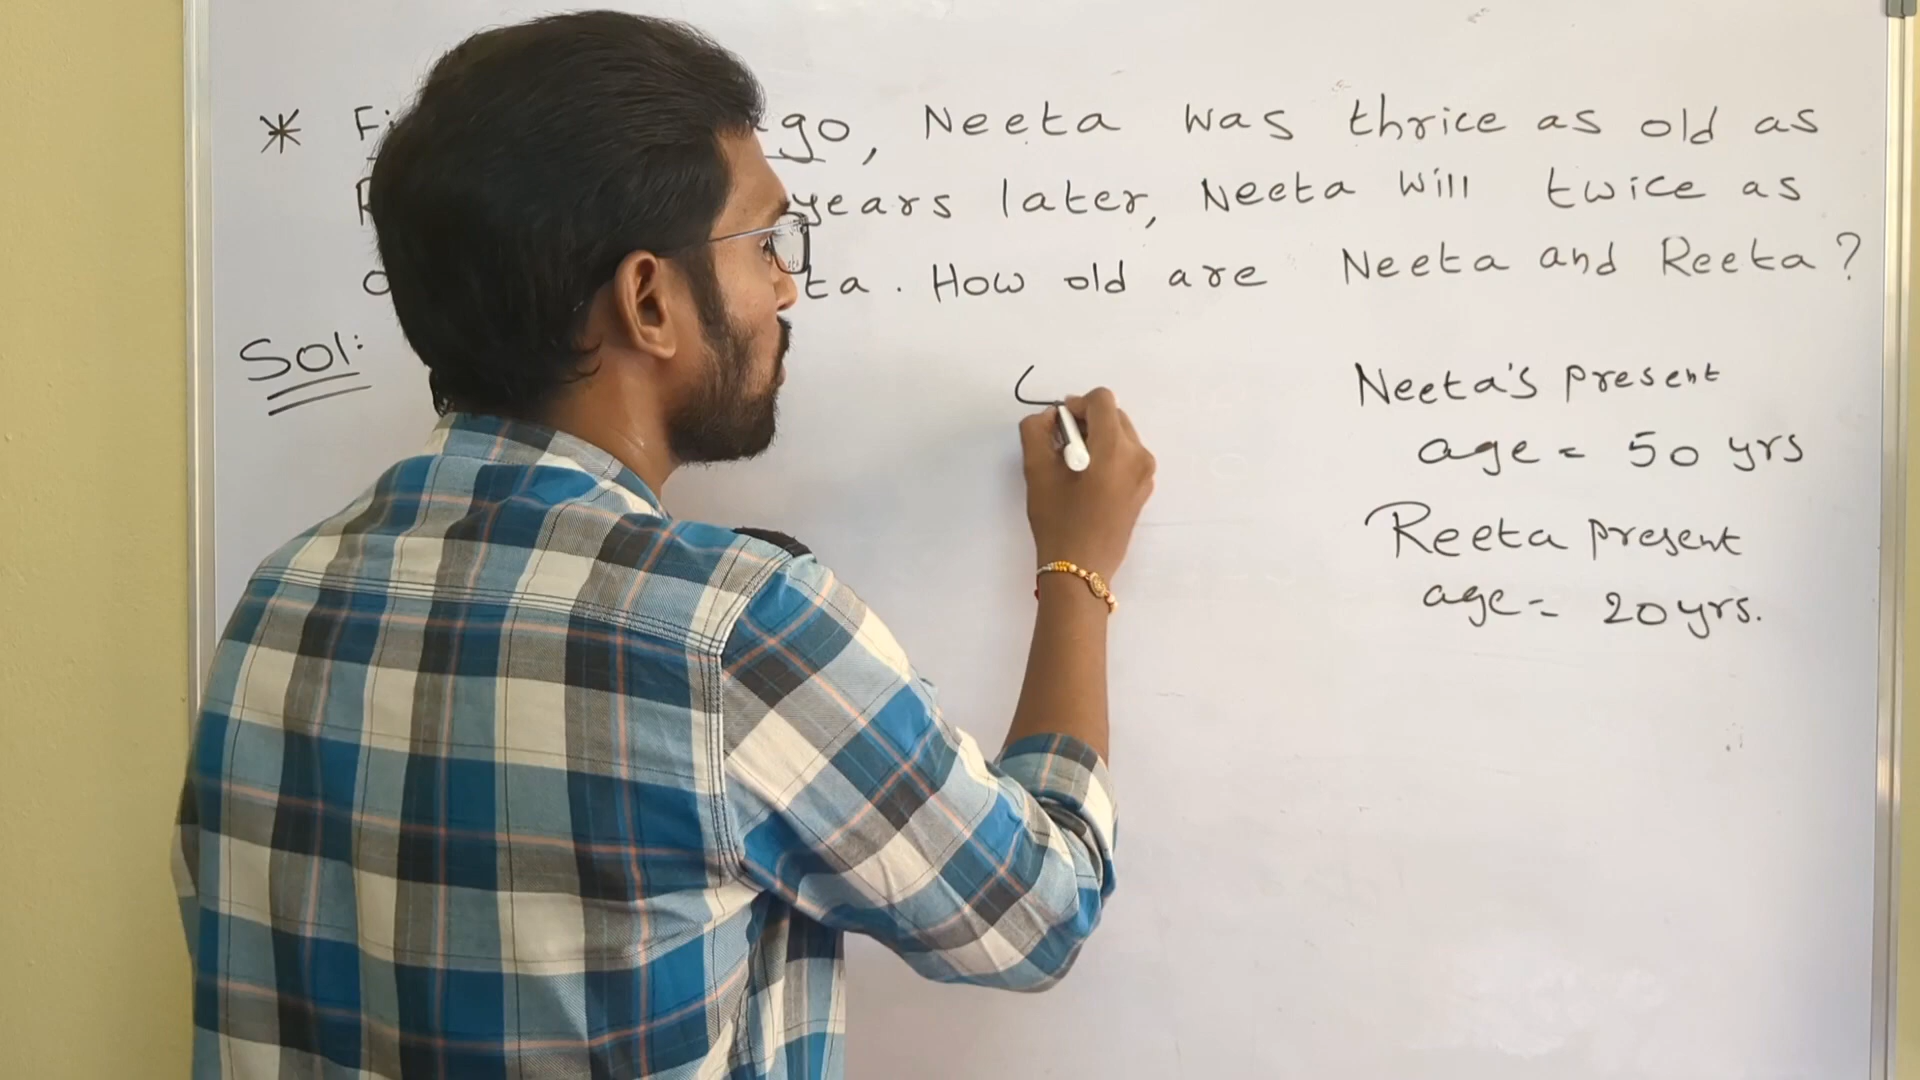 * ago, Neeta was thrice as old as
years later, Neeta will twice as
How old are Neeta and Reeta?
Sol:
Neeta's present
age = 50 yrs
Reeta present
age = 20 yrs.